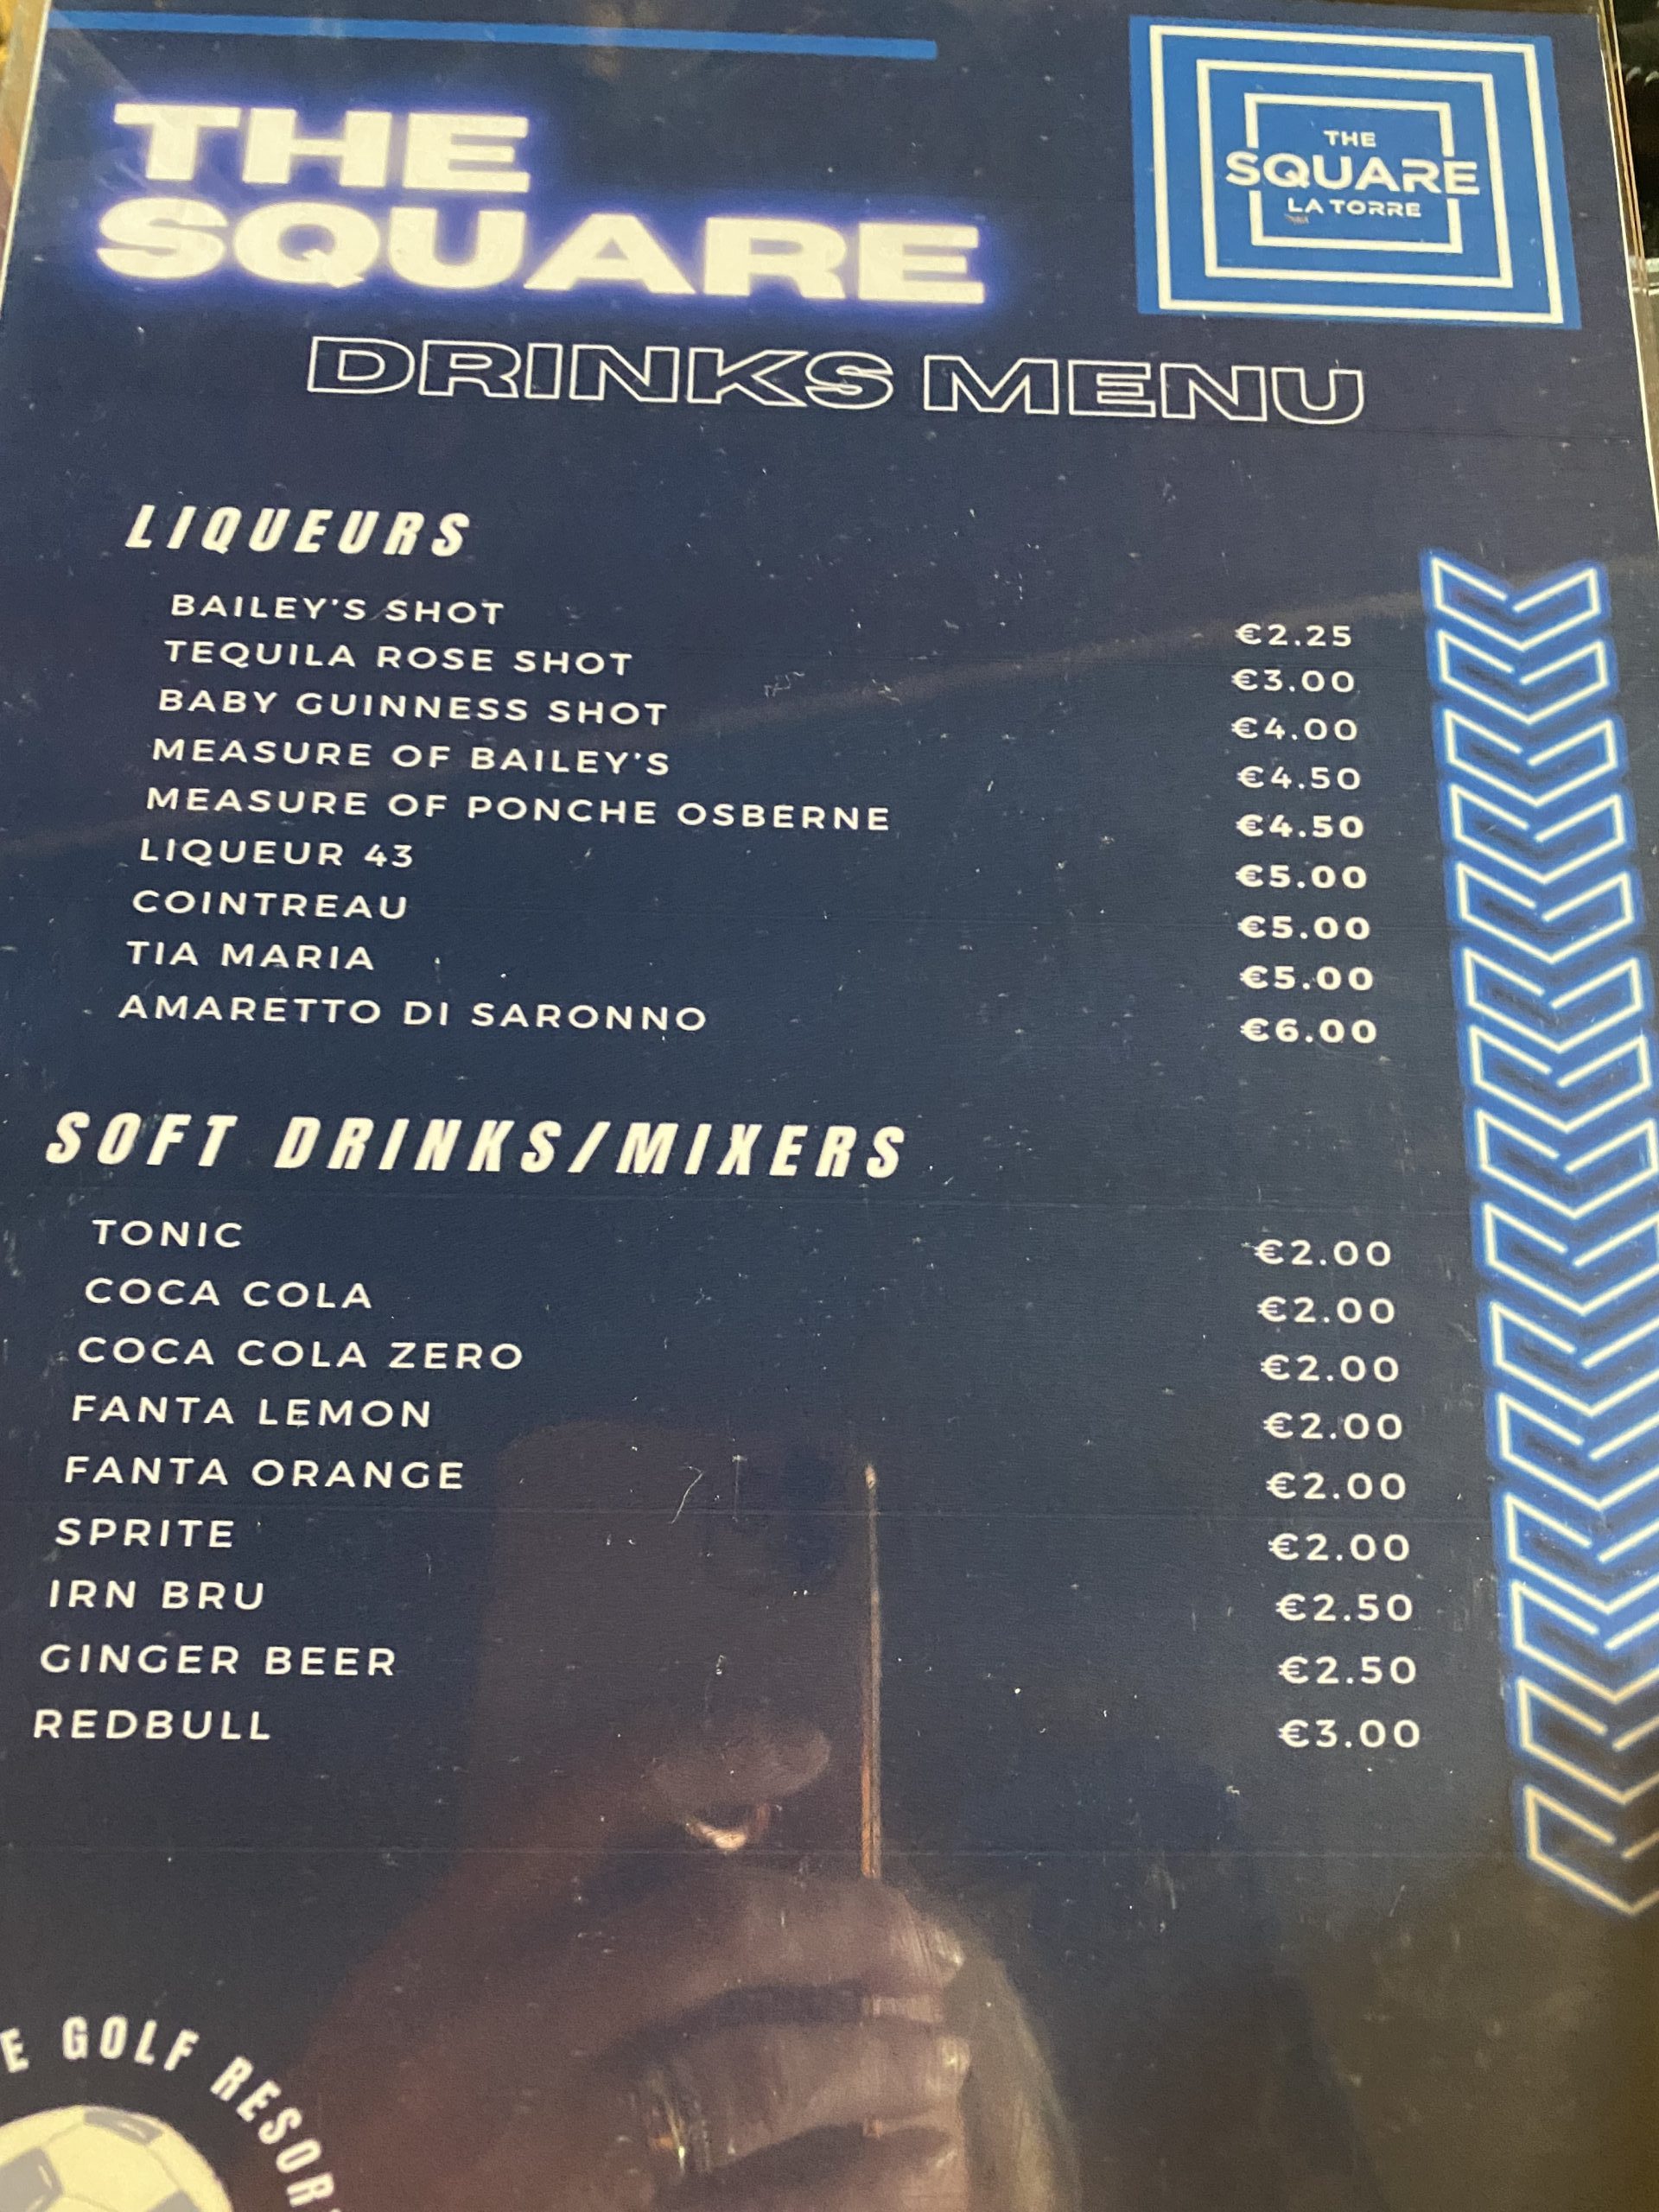 THE
SQUARE
THE
SQUARE
LA TORRE
DRINKS MENU
LIQUEURS
BAILEY'S SHOT €2.25
TEQUILA ROSE SHOT €3.00
BABY GUINNESS SHOT €4.00
MEASURE OF BAILEY'S €4.50
MEASURE OF PONCHE OSBERNE €4.50
LIQUEUR 43 €5.00
COINTREAU €5.00
TIA MARIA €5.00
AMARETTO DI SARONNO €6.00
SOFT DRINKS/MIXERS
TONIC €2.00
COCA COLA €2.00
COCA COLA ZERO €2.00
FANTA LEMON €2.00
FANTA ORANGE €2.00
SPRITE €2.00
IRN BRU €2.50
GINGER BEER €2.50
REDBULL €3.00
GOLF